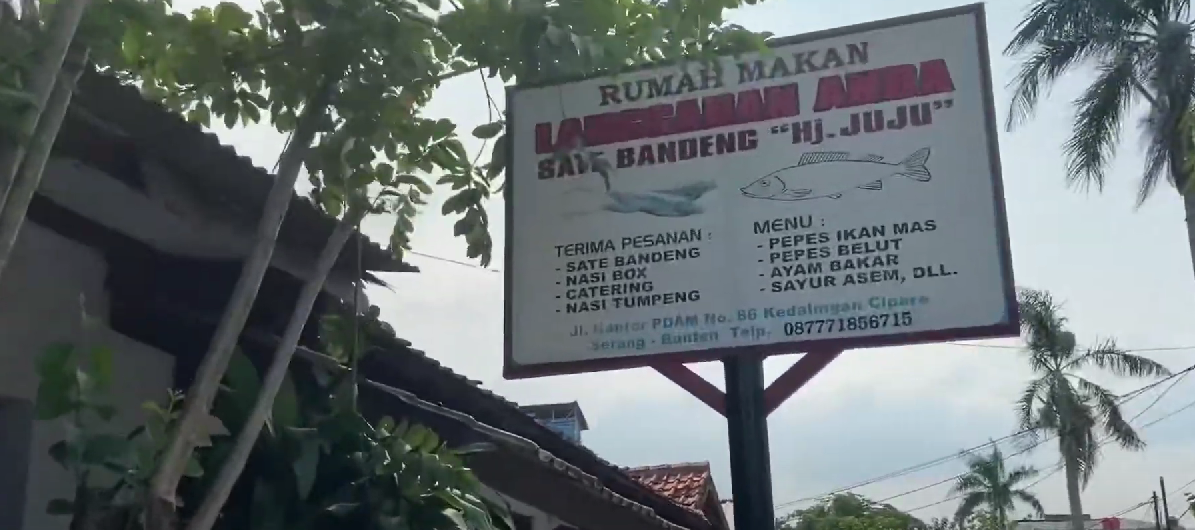 RUMAH MAKAN
LANGGANAN ANDA
SATE BANDENG "Hj.JUJU"
TERIMA PESANAN :
- SATE BANDENG
- NASI BOX
- CATERING
- NASI TUMPENG
MENU :
- PEPES IKAN MAS
- PEPES BELUT
- AYAM BAKAR
- SAYUR ASEM, DLL.
Jl. Kantor PDAM No. 86 Kedalingan Cipare
Serang - Banten Telp. 087771856715